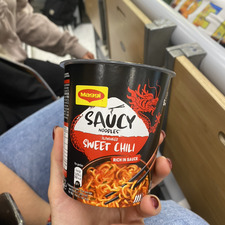 Maggi
SAUCY
NOODLES
SWEET CHILI
RICH IN SAUCE